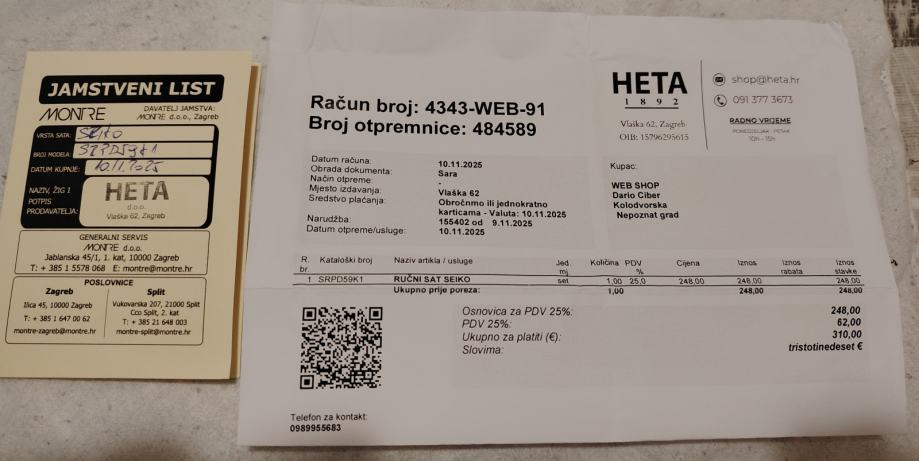 JAMSTVENI LIST
MONTRE
DAVATELJ JAMSTVA:
MONTRE d.o.o., Zagreb
VRSTA SATA: SEIKO
BROJ MODELA: SRPD59K1
DATUM KUPNJE: 10.11.2025
NAZIV, ŽIG I
POTPIS
PRODAVATELJA:
HETA
d.o.o.
Vlaška 62, Zagreb
GENERALNI SERVIS
MONTRE d.o.o.
Jablanska 45/1, 1. kat, 10000 Zagreb
T: + 385 1 5578 068 E: montre@montre.hr
POSLOVNICE
Zagreb
Ilica 45, 10000 Zagreb
T: + 385 1 647 00 62
montre-zagreb@montre.hr
Split
Vukovarska 207, 21000 Split
Cco Split, 2. kat
T: + 385 21 648 003
montre-split@montre.hr
Račun broj: 4343-WEB-91
Broj otpremnice: 484589
HETA
1 8 9 2
Vlaška 62, Zagreb
OIB: 15796295615
shop@heta.hr
091 377 3673
RADNO VRIJEME
PONEDJELJAK - PETAK
10h - 15h
Datum računa: 10.11.2025
Obrada dokumenta: Sara
Način otpreme: -
Mjesto izdavanja: Vlaška 62
Sredstvo plaćanja: Obročnmo ili jednokratno
karticama - Valuta: 10.11.2025
Narudžba: 155402 od 9.11.2025
Datum otpreme/usluge: 10.11.2025
Kupac:
WEB SHOP
Dario Ciber
Kolodvorska
Nepoznat grad
R. br. Kataloški broj Naziv artikla / usluge Jed. mj. Količina PDV % Cijena Iznos Iznos rabata Iznos stavke
1 SRPD59K1 RUČNI SAT SEIKO set 1,00 25,0 248,00 248,00 248,00
Ukupno prije poreza: 1,00 248,00 248,00
Osnovica za PDV 25%: 248,00
PDV 25%: 62,00
Ukupno za platiti (€): 310,00
Slovima: tristotinedeset €
Telefon za kontakt:
0989955683